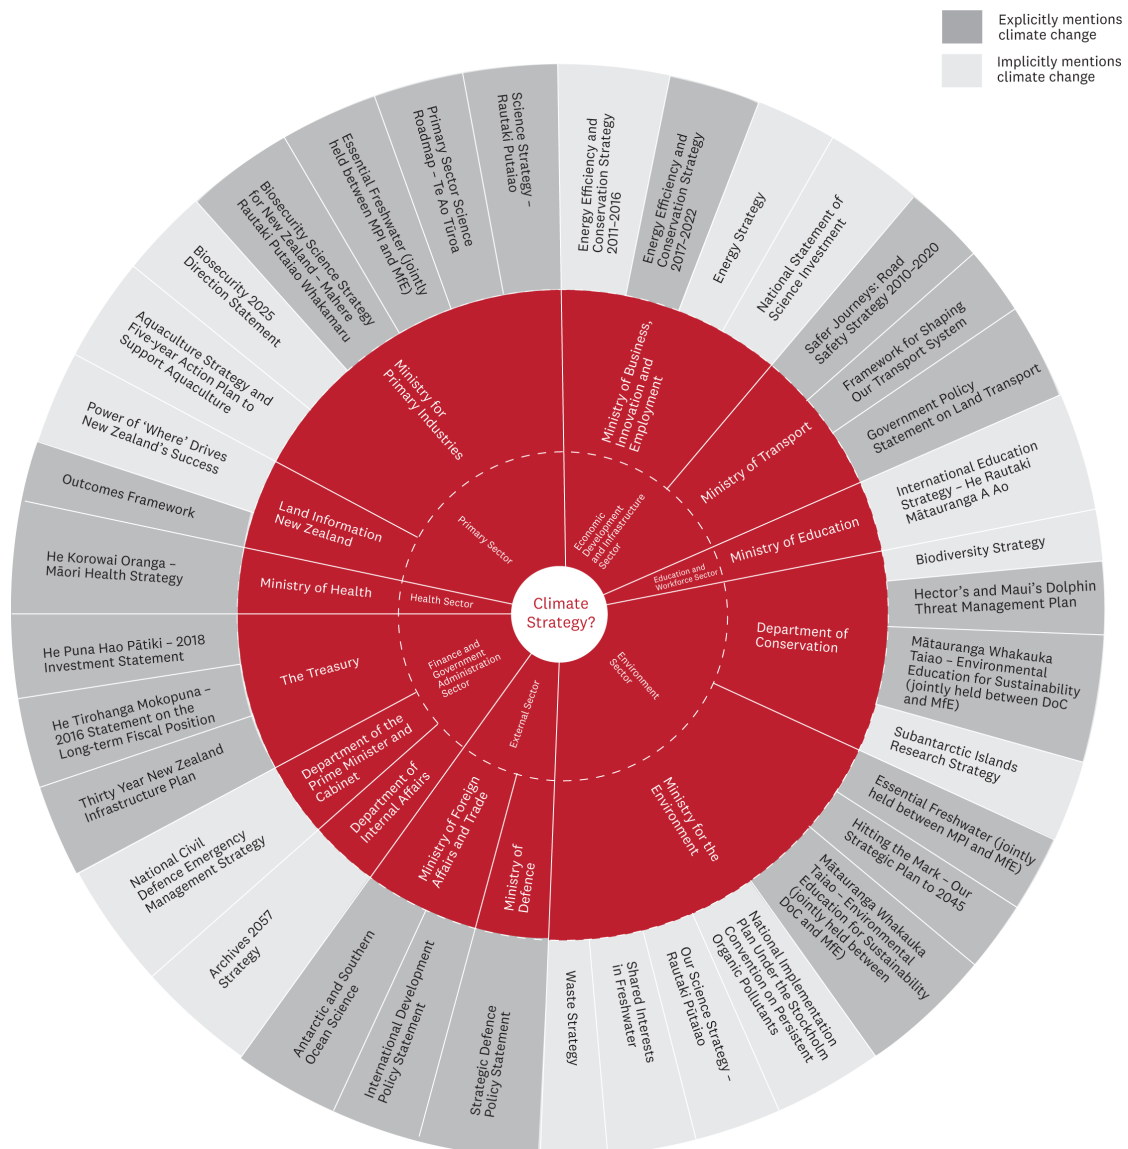 Explicitly mentions
climate change
Implicitly mentions
climate change
Climate
Strategy?
Economic
Development
and Infrastructure
Sector
Education and
Workforce Sector
Environment
Sector
External Sector
Finance and
Government
Administration
Sector
Health Sector
Primary Sector
Ministry of Business,
Innovation and
Employment
Ministry of Transport
Ministry of Education
Department of
Conservation
Ministry for the
Environment
Ministry of
Defence
Ministry of Foreign
Affairs and Trade
Department of
Internal Affairs
Department of the
Prime Minister and
Cabinet
The Treasury
Ministry of Health
Land Information
New Zealand
Ministry for
Primary Industries
Energy Efficiency and
Conservation Strategy
2011–2016
Energy Efficiency and
Conservation Strategy
2017–2022
Energy Strategy
National Statement of
Science Investment
Safer Journeys: Road
Safety Strategy 2010–2020
Framework for Shaping
Our Transport System
Government Policy
Statement on Land Transport
International Education
Strategy – He Rautaki
Mātauranga A Ao
Biodiversity Strategy
Hector's and Maui's Dolphin
Threat Management Plan
Mātauranga Whakauka
Taiao – Environmental
Education for Sustainability
(jointly held between DoC
and MfE)
Subantarctic Islands
Research Strategy
Essential Freshwater (jointly
held between MPI and MfE)
Hitting the Mark – Our
Strategic Plan to 2045
Mātauranga Whakauka
Taiao – Environmental
Education for Sustainability
(jointly held between
DoC and MfE)
National Implementation
Plan Under the Stockholm
Convention on Persistent
Organic Pollutants
Our Science Strategy –
Rautaki Pūtaiao
Shared Interests
in Freshwater
Waste Strategy
Strategic Defence
Policy Statement
International Development
Policy Statement
Antarctic and Southern
Ocean Science
Archives 2057
Strategy
National Civil
Defence Emergency
Management Strategy
Thirty Year New Zealand
Infrastructure Plan
He Tirohanga Mokopuna –
2016 Statement on the
Long-term Fiscal Position
He Puna Hao Pātiki – 2018
Investment Statement
He Korowai Oranga –
Māori Health Strategy
Outcomes Framework
Power of 'Where' Drives
New Zealand's Success
Aquaculture Strategy and
Five-year Action Plan to
Support Aquaculture
Biosecurity 2025
Direction Statement
Biosecurity Science Strategy
for New Zealand – Mahere
Rautaki Putaiao Whakamaru
Essential Freshwater (jointly
held between MPI and MfE)
Primary Sector Science
Roadmap – Te Ao Tūroa
Science Strategy –
Rautaki Putaiao